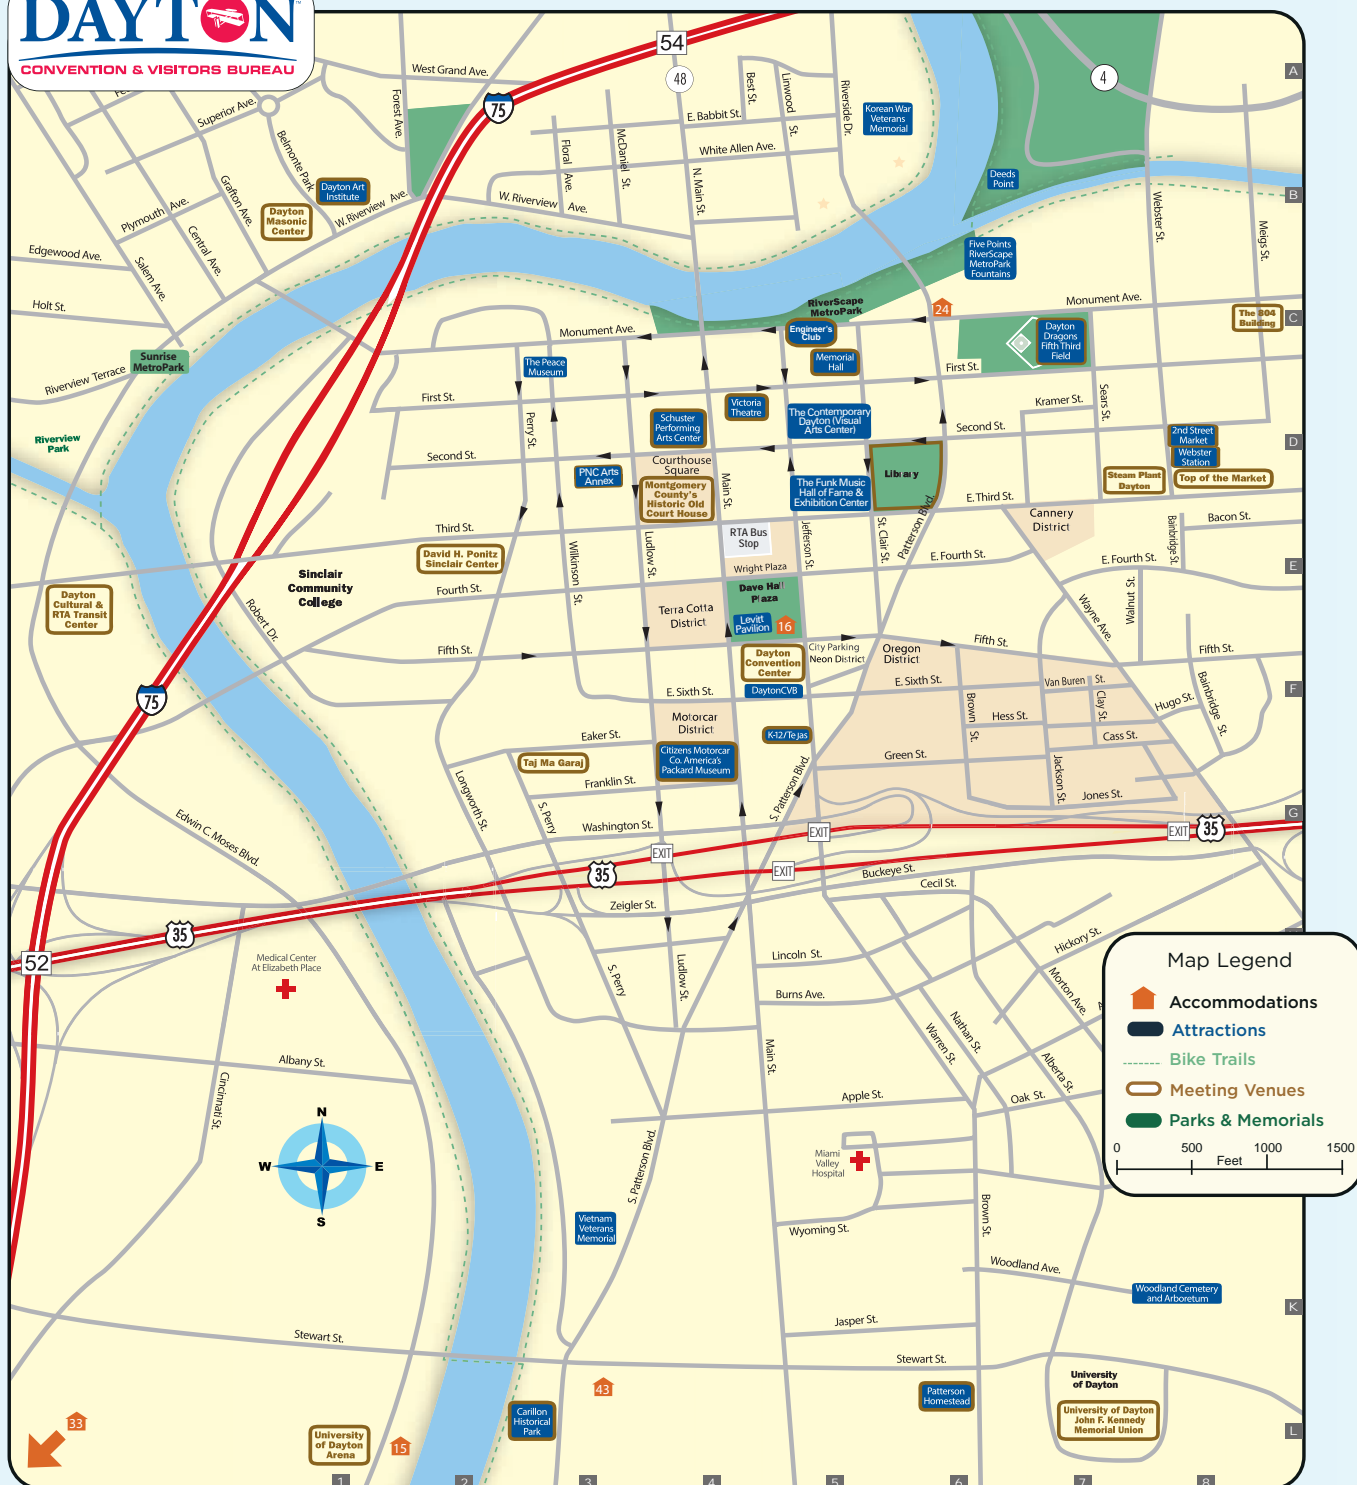 DAYTON
CONVENTION & VISITORS BUREAU
54
West Grand Ave.
A
48
4
75
Forest Ave.
Superior Ave.
Best St.
Linwood St.
Riverside Dr.
Korean War
Veterans
Memorial
E. Babbit St.
Belmonte Park
Floral Ave.
McDaniel St.
White Allen Ave.
N. Main St.
Deeds
Point
Dayton Art
Institute
B
Grafton Ave.
Plymouth Ave.
Dayton
Masonic
Center
W. Riverview Ave.
W. Riverview Ave.
Webster St.
Meigs St.
Central Ave.
Edgewood Ave.
Salem Ave.
Five Points
RiverScape
MetroPark
Fountains
Holt St.
RiverScape
MetroPark
24
Monument Ave.
The 804
Building
C
Monument Ave.
Engineer's
Club
Dayton
Dragons
Fifth Third
Field
Sunrise
MetroPark
The Peace
Museum
Memorial
Hall
First St.
Riverview Terrace
First St.
Kramer St.
Sears St.
Victoria
Theatre
Schuster
Performing
Arts Center
The Contemporary
Dayton (Visual
Arts Center)
Perry St.
Second St.
2nd Street
Market
Webster
Station
D
Riverview
Park
Second St.
Courthouse
Square
PNC Arts
Annex
Main St.
Library
Steam Plant
Dayton
Top of the Market
Montgomery
County's
Historic Old
Court House
The Funk Music
Hall of Fame &
Exhibition Center
E. Third St.
Cannery
District
Third St.
RTA Bus
Stop
Jefferson St.
St. Clair St.
Patterson Blvd.
Bainbridge St.
Bacon St.
Ludlow St.
Wilkinson St.
David H. Ponitz
Sinclair Center
E. Fourth St.
E. Fourth St.
E
Wright Plaza
Sinclair
Community
College
Fourth St.
Dave Hall
Plaza
Dayton
Cultural &
RTA Transit
Center
Robert Dr.
Terra Cotta
District
Levitt
Pavilion
16
Wayne Ave.
Walnut St.
Fifth St.
City Parking
Neon District
Oregon
District
Fifth St.
Fifth St.
Dayton
Convention
Center
DaytonCVB
E. Sixth St.
E. Sixth St.
Van Buren St.
Bainbridge St.
F
75
Brown St.
Clay St.
Hugo St.
Motorcar
District
Hess St.
Eaker St.
K-12/Tejas
Cass St.
Taj Ma Garaj
Citizens Motorcar
Co. America's
Packard Museum
Green St.
Jackson St.
Franklin St.
S. Patterson Blvd.
Jones St.
Longworth St.
S. Perry
Washington St.
G
Edwin C. Moses Blvd.
EXIT
EXIT
35
EXIT
EXIT
35
Buckeye St.
Cecil St.
Zeigler St.
35
52
Medical Center
At Elizabeth Place
Lincoln St.
Hickory St.
S. Perry
Ludlow St.
Burns Ave.
Morton Ave.
Map Legend
Accommodations
Attractions
Bike Trails
Meeting Venues
Parks & Memorials
0 500 1000 1500
Feet
Main St.
Warren St.
Nathan St.
Alberta St.
Albany St.
Cincinnati St.
Apple St.
Oak St.
N
W
E
S
Miami
Valley
Hospital
S. Patterson Blvd.
Vietnam
Veterans
Memorial
Wyoming St.
Brown St.
Woodland Ave.
Woodland Cemetery
and Arboretum
K
Jasper St.
Stewart St.
Stewart St.
University
of Dayton
43
Patterson
Homestead
33
Carillon
Historical
Park
University of Dayton
John F. Kennedy
Memorial Union
L
University
of Dayton
Arena
15
1
2
3
4
5
6
7
8